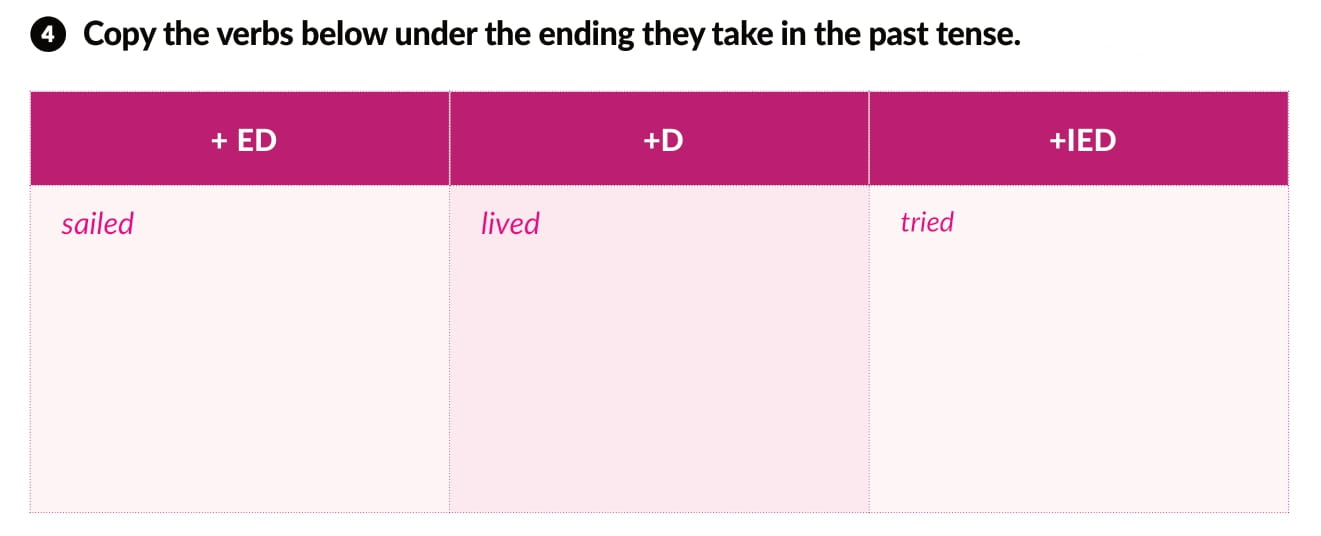 4 Copy the verbs below under the ending they take in the past tense.
+ ED +D +IED
sailed lived tried